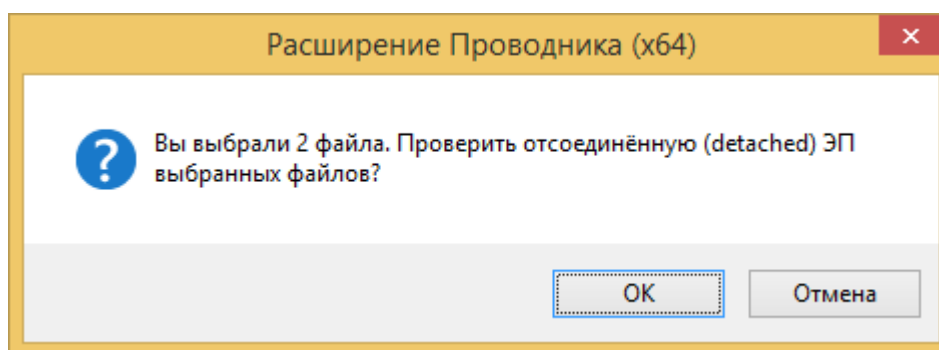 Расширение Проводника (x64)
Вы выбрали 2 файла. Проверить отсоединённую (detached) ЭП
выбранных файлов?
OK
Отмена